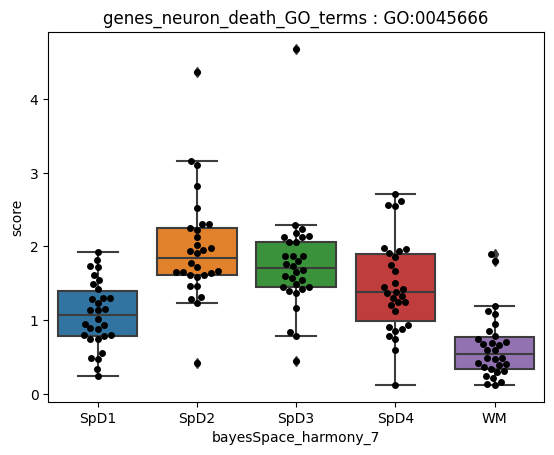 genes_neuron_death_GO_terms : GO:0045666
score
4
3
2
1
0
SpD1 SpD2 SpD3 SpD4 WM
bayesSpace_harmony_7